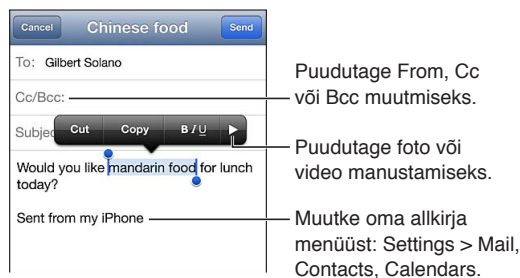 Cancel Chinese food Send
To: Gilbert Solano
Cc/Bcc:
Subjec
Cut Copy B I U
Would you like mandarin food for lunch
today?
Sent from my iPhone
Puudutage From, Cc
või Bcc muutmiseks.
Puudutage foto või
video manustamiseks.
Muutke oma allkirja
menüüst: Settings > Mail,
Contacts, Calendars.